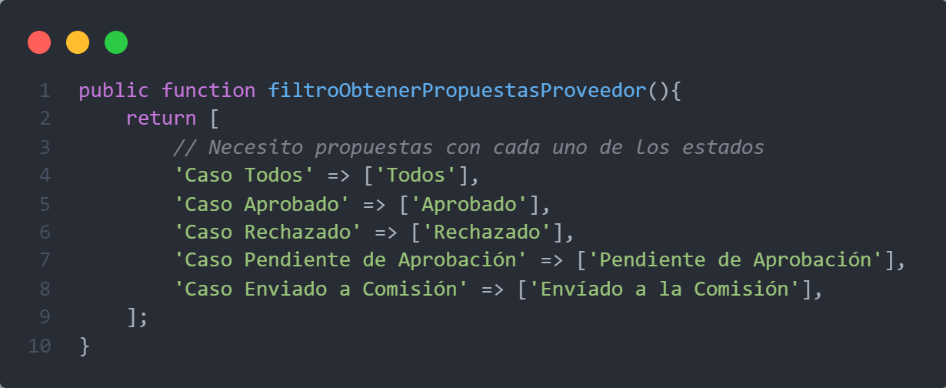 1 public function filtroObtenerPropuestasProveedor(){
2 return [
3 // Necesito propuestas con cada uno de los estados
4 'Caso Todos' => ['Todos'],
5 'Caso Aprobado' => ['Aprobado'],
6 'Caso Rechazado' => ['Rechazado'],
7 'Caso Pendiente de Aprobación' => ['Pendiente de Aprobación'],
8 'Caso Enviado a Comisión' => ['Envíado a la Comisión'],
9 ];
10 }